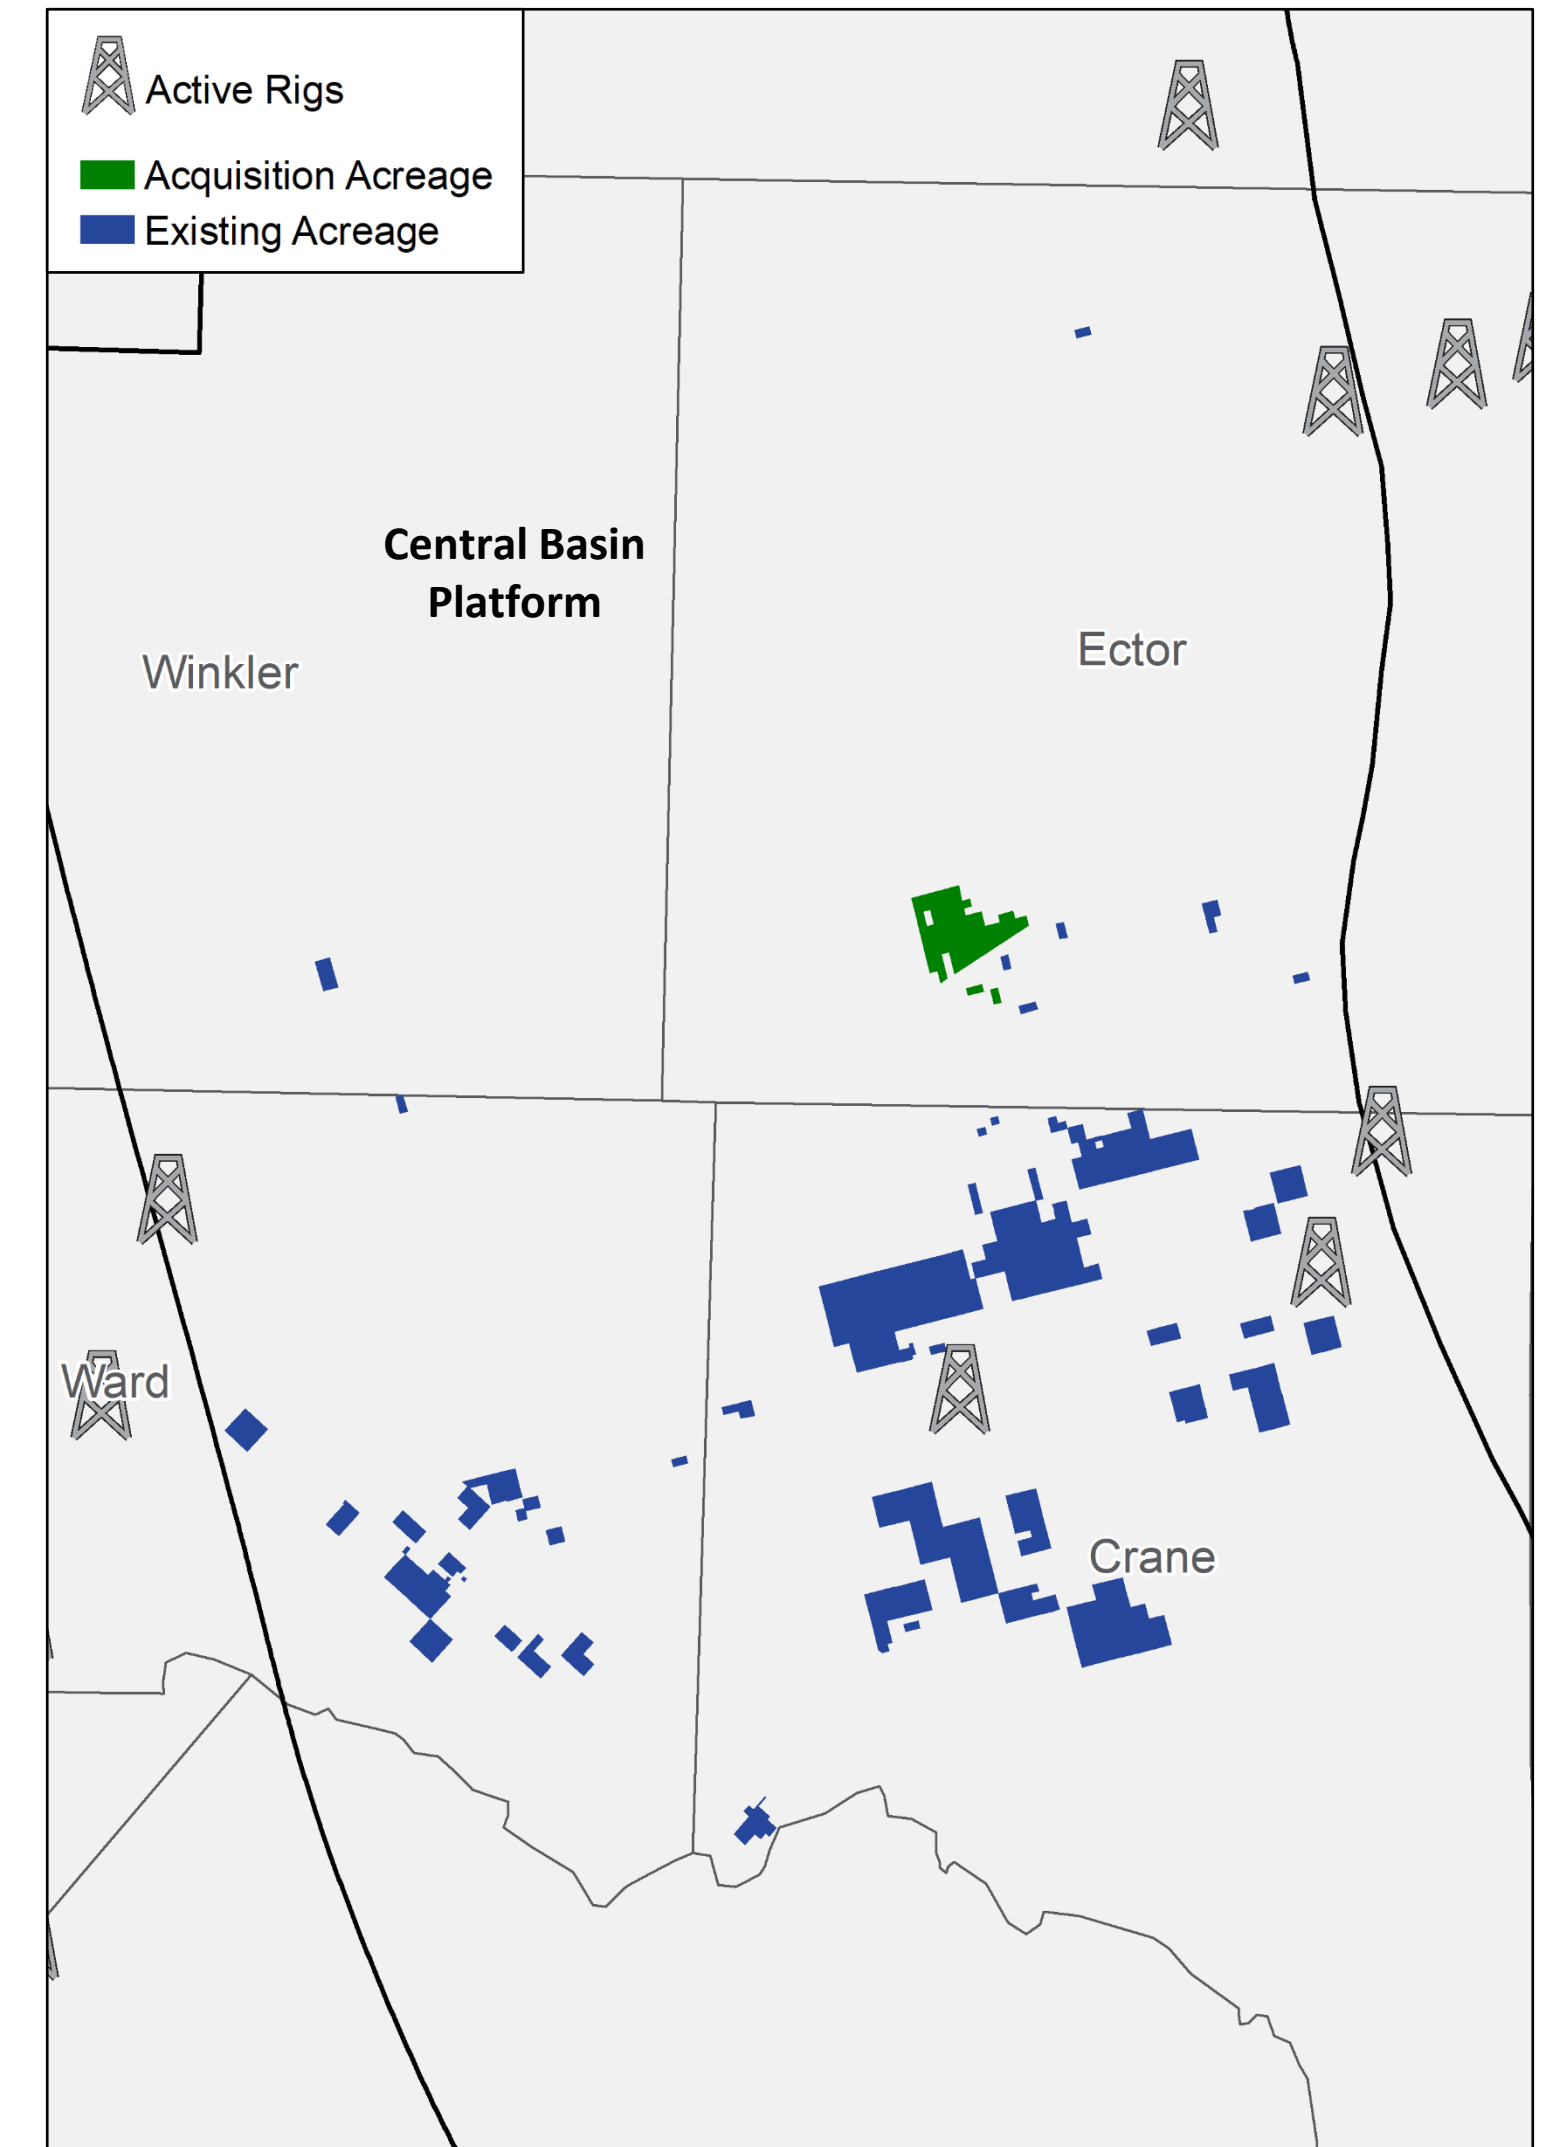 Active Rigs
Acquisition Acreage
Existing Acreage
Central Basin
Platform
Winkler
Ector
Ward
Crane